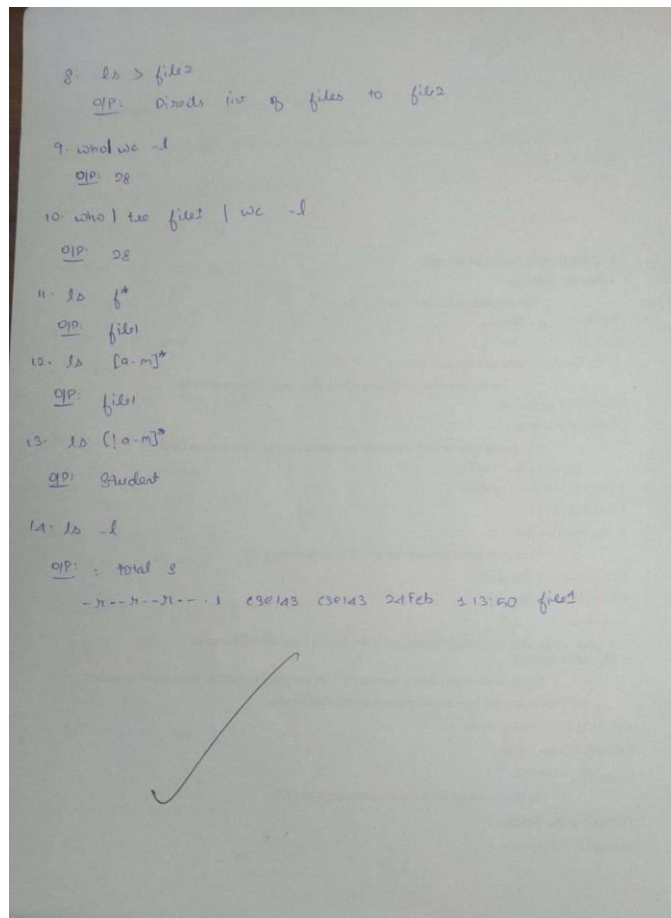 8. ls > file2
O/P: Directs list of files to file2
9. who| wc -l
O/P: 28
10. who | tee file1 | wc -l
O/P: 28
11. ls f*
O/P: file1
12. ls [a-m]*
O/P: file1
13. ls [!a-m]*
O/P: Student
14. ls -l
O/P: : total 8
-r--r--r--. 1 cse143 cse143 24 Feb 1 13:50 file1